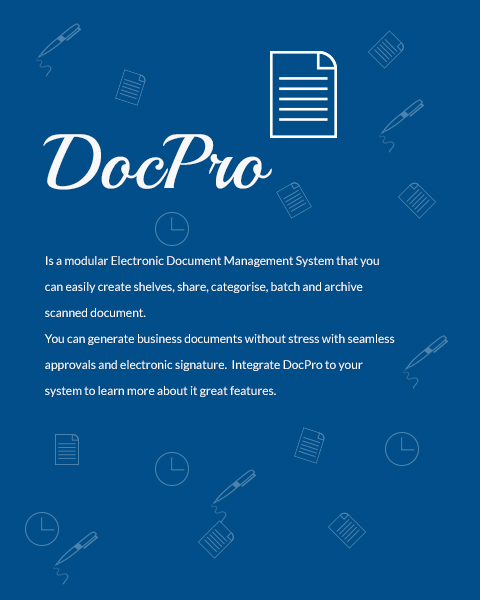 DocPro
Is a modular Electronic Document Management System that you
can easily create shelves, share, categorise, batch and archive
scanned document.
You can generate business documents without stress with seamless
approvals and electronic signature. Integrate DocPro to your
system to learn more about it great features.